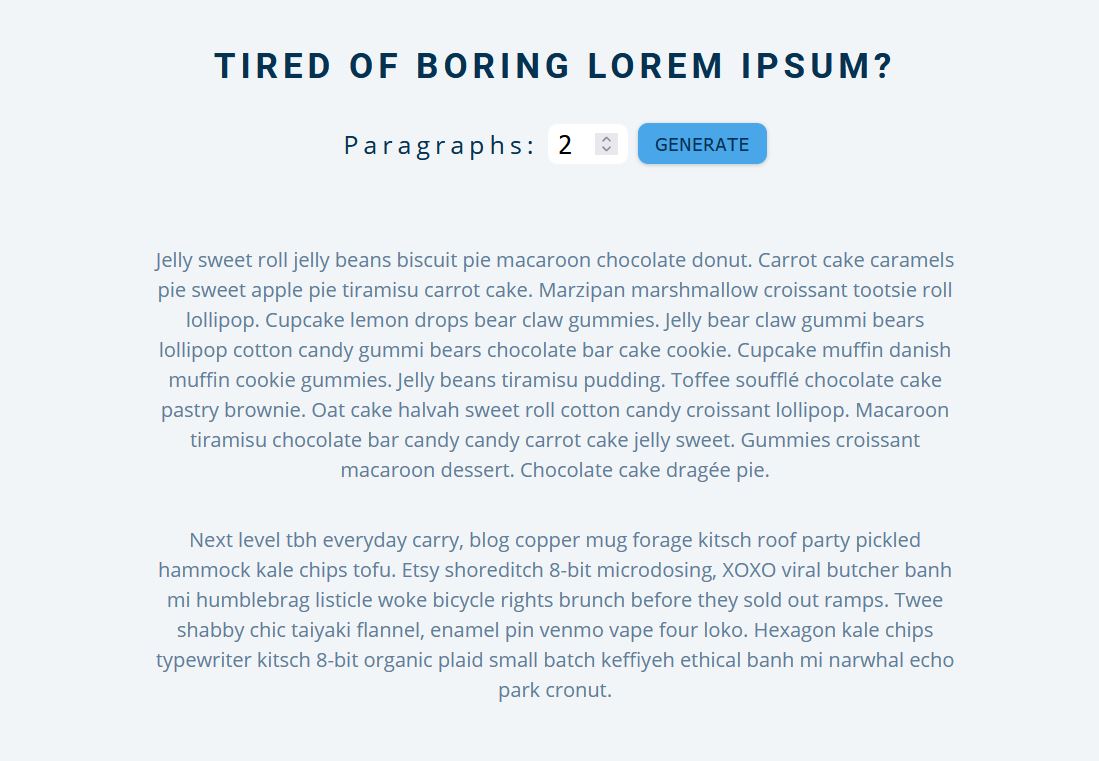 TIRED OF BORING LOREM IPSUM?
Paragraphs: 2 GENERATE
Jelly sweet roll jelly beans biscuit pie macaroon chocolate donut. Carrot cake caramels
pie sweet apple pie tiramisu carrot cake. Marzipan marshmallow croissant tootsie roll
lollipop. Cupcake lemon drops bear claw gummies. Jelly bear claw gummi bears
lollipop cotton candy gummi bears chocolate bar cake cookie. Cupcake muffin danish
muffin cookie gummies. Jelly beans tiramisu pudding. Toffee soufflé chocolate cake
pastry brownie. Oat cake halvah sweet roll cotton candy croissant lollipop. Macaroon
tiramisu chocolate bar candy candy carrot cake jelly sweet. Gummies croissant
macaroon dessert. Chocolate cake dragée pie.
Next level tbh everyday carry, blog copper mug forage kitsch roof party pickled
hammock kale chips tofu. Etsy shoreditch 8-bit microdosing, XOXO viral butcher banh
mi humblebrag listicle woke bicycle rights brunch before they sold out ramps. Twee
shabby chic taiyaki flannel, enamel pin venmo vape four loko. Hexagon kale chips
typewriter kitsch 8-bit organic plaid small batch keffiyeh ethical banh mi narwhal echo
park cronut.